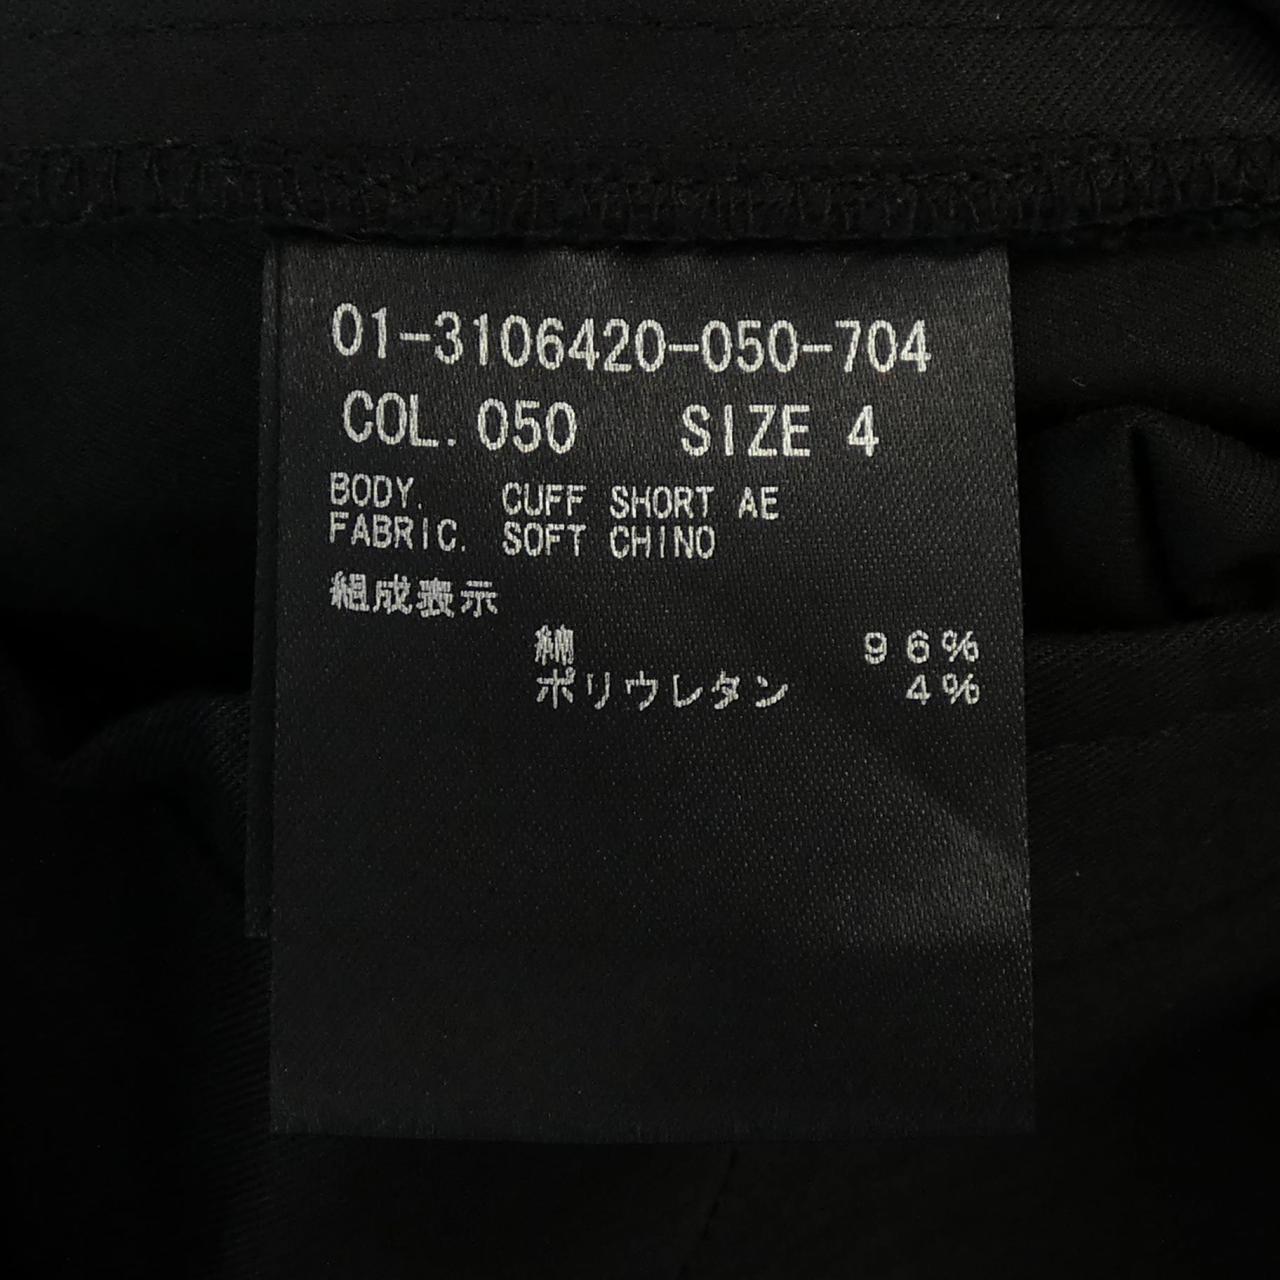 01-3106420-050-704
COL. 050 SIZE 4
BODY. CUFF SHORT AE
FABRIC. SOFT CHINO
組成表示
綿 96%
ポリウレタン 4%